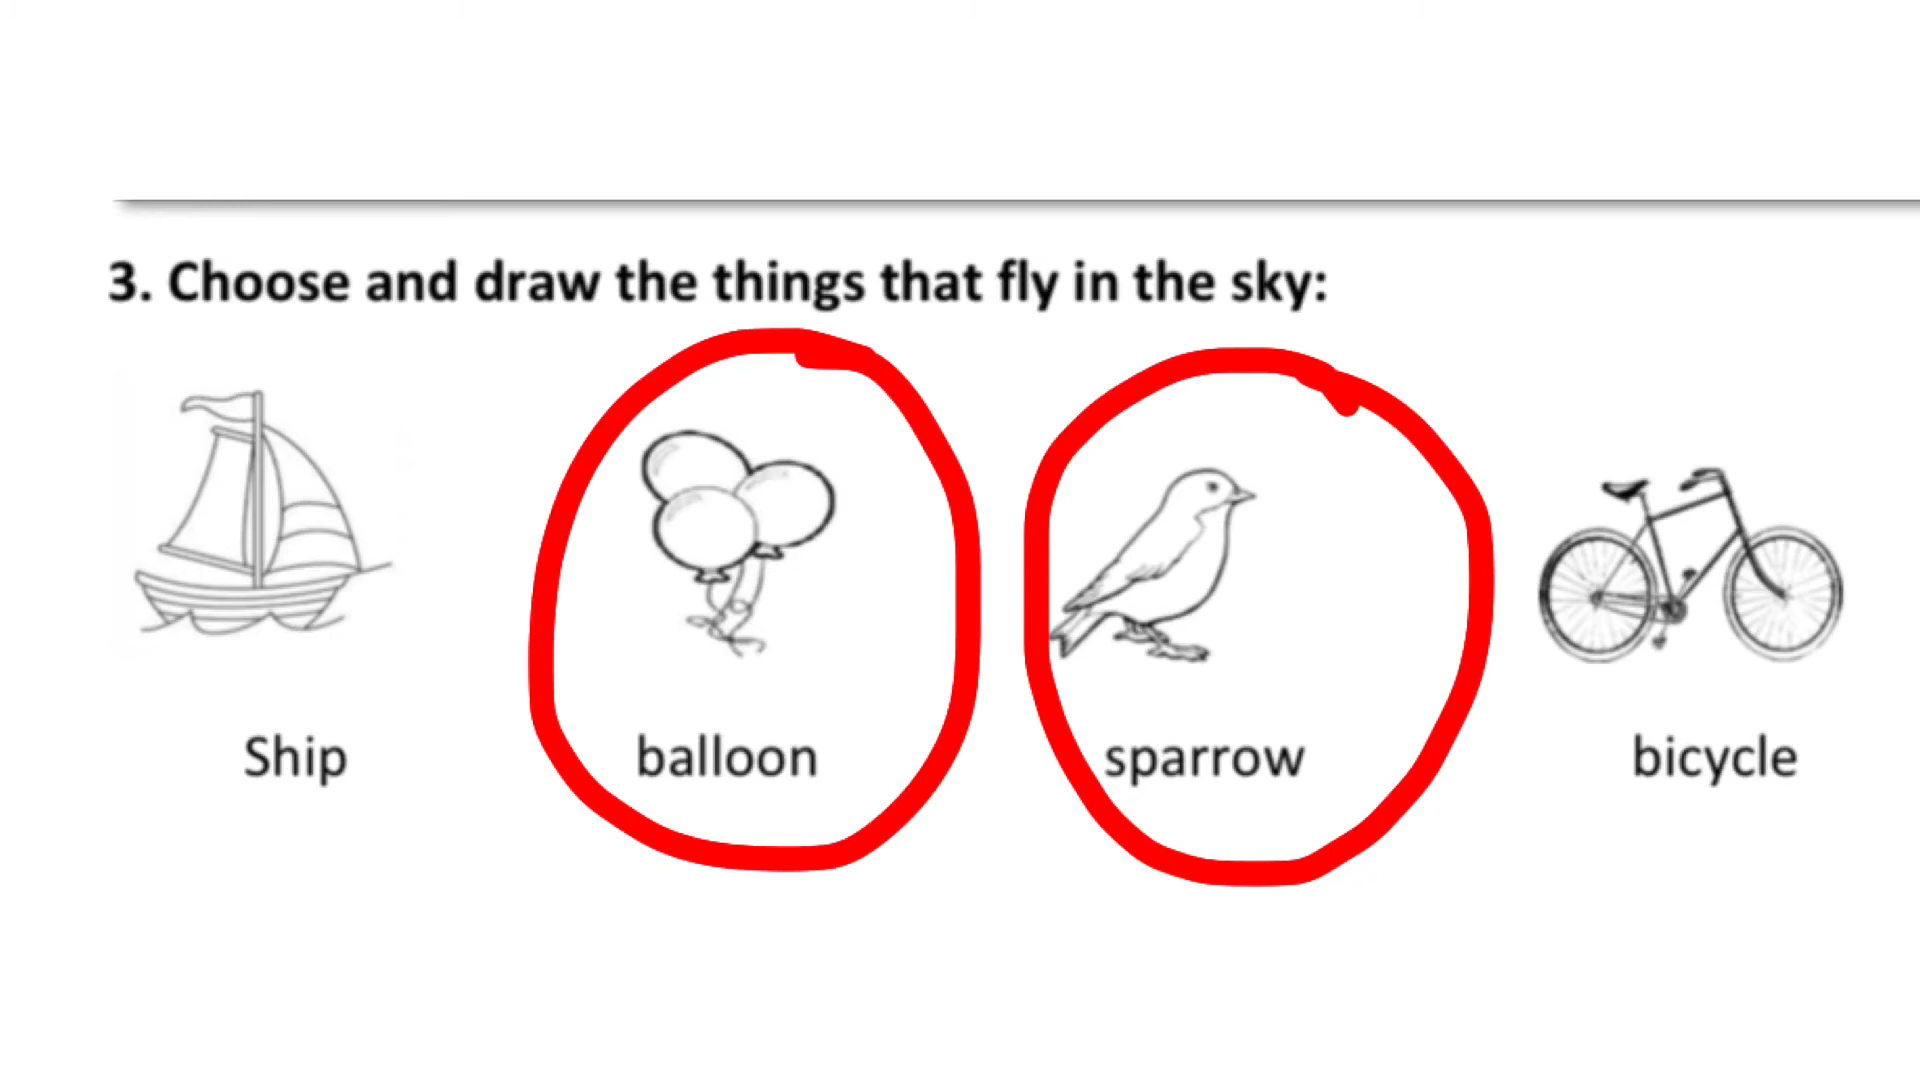 3. Choose and draw the things that fly in the sky:
Ship balloon sparrow bicycle